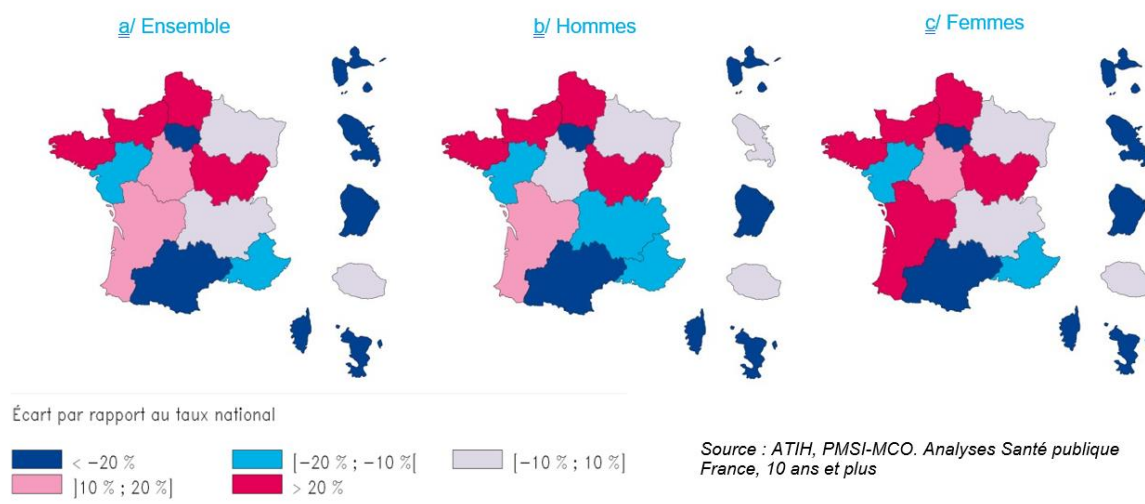 a/ Ensemble
b/ Hommes
c/ Femmes
Écart par rapport au taux national
< -20 %
[-20 % ; -10 %[
[-10 % ; 10 %]
]10 % ; 20 %]
> 20 %
Source : ATIH, PMSI-MCO. Analyses Santé publique
France, 10 ans et plus